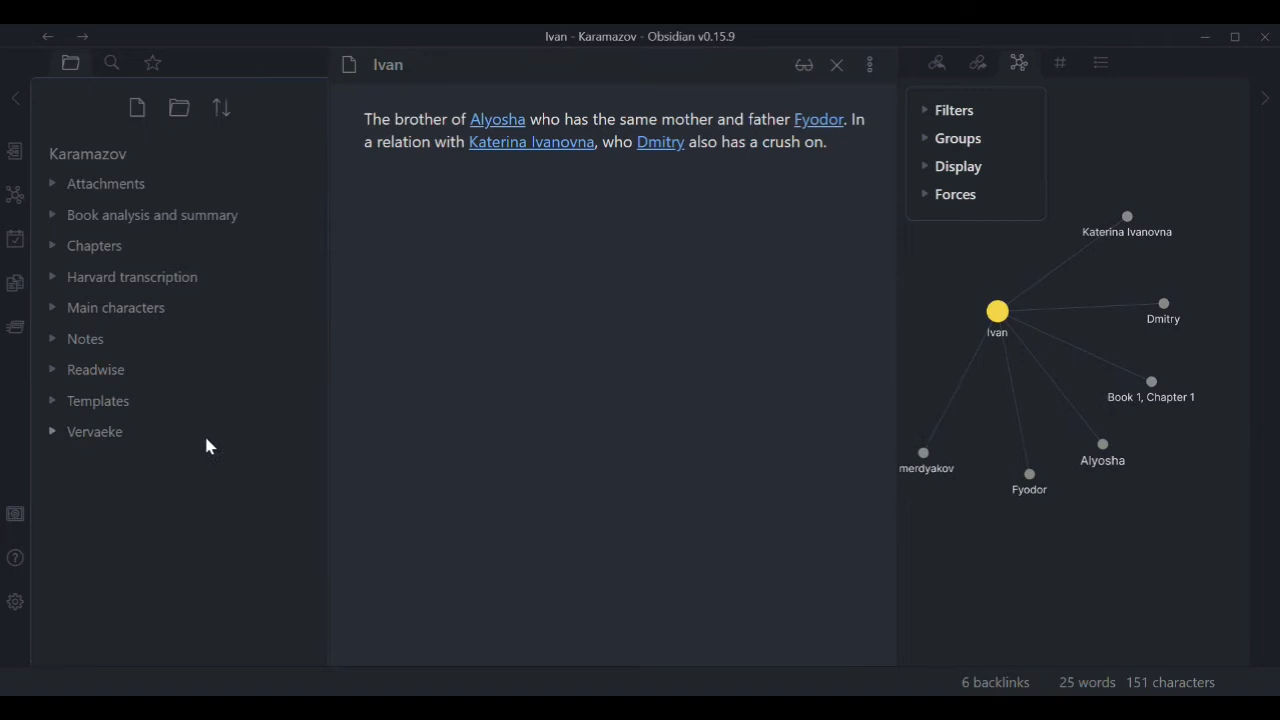 Ivan - Karamazov - Obsidian v0.15.9
Ivan
Karamazov
Attachments
Book analysis and summary
Chapters
Harvard transcription
Main characters
Notes
Readwise
Templates
Vervaeke
The brother of Alyosha who has the same mother and father Fyodor. In
a relation with Katerina Ivanovna, who Dmitry also has a crush on.
Filters
Groups
Display
Forces
Katerina Ivanovna
Dmitry
Ivan
Book 1, Chapter 1
Alyosha
merdyakov
Fyodor
6 backlinks 25 words 151 characters